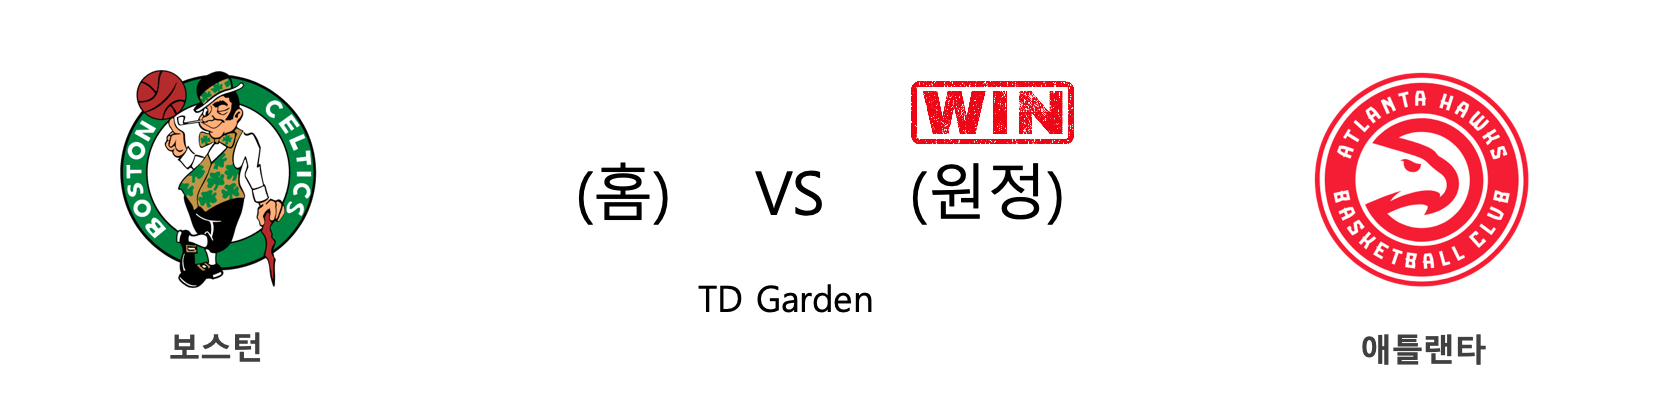 BOSTON CELTICS
WIN
(홈) VS (원정)
ATLANTA HAWKS
BASKETBALL CLUB
TD Garden
보스턴
애틀랜타